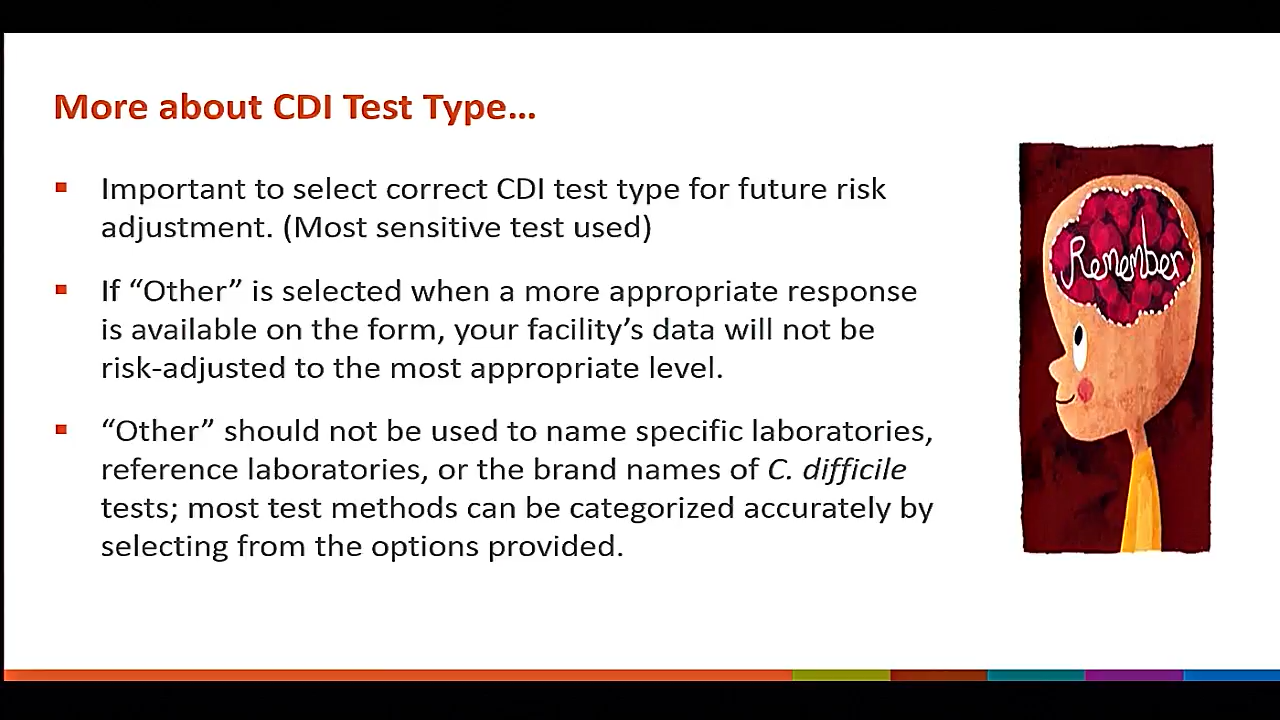 More about CDI Test Type...
Important to select correct CDI test type for future risk
adjustment. (Most sensitive test used)
If “Other” is selected when a more appropriate response
is available on the form, your facility’s data will not be
risk-adjusted to the most appropriate level.
“Other” should not be used to name specific laboratories,
reference laboratories, or the brand names of C. difficile
tests; most test methods can be categorized accurately by
selecting from the options provided.
Remember